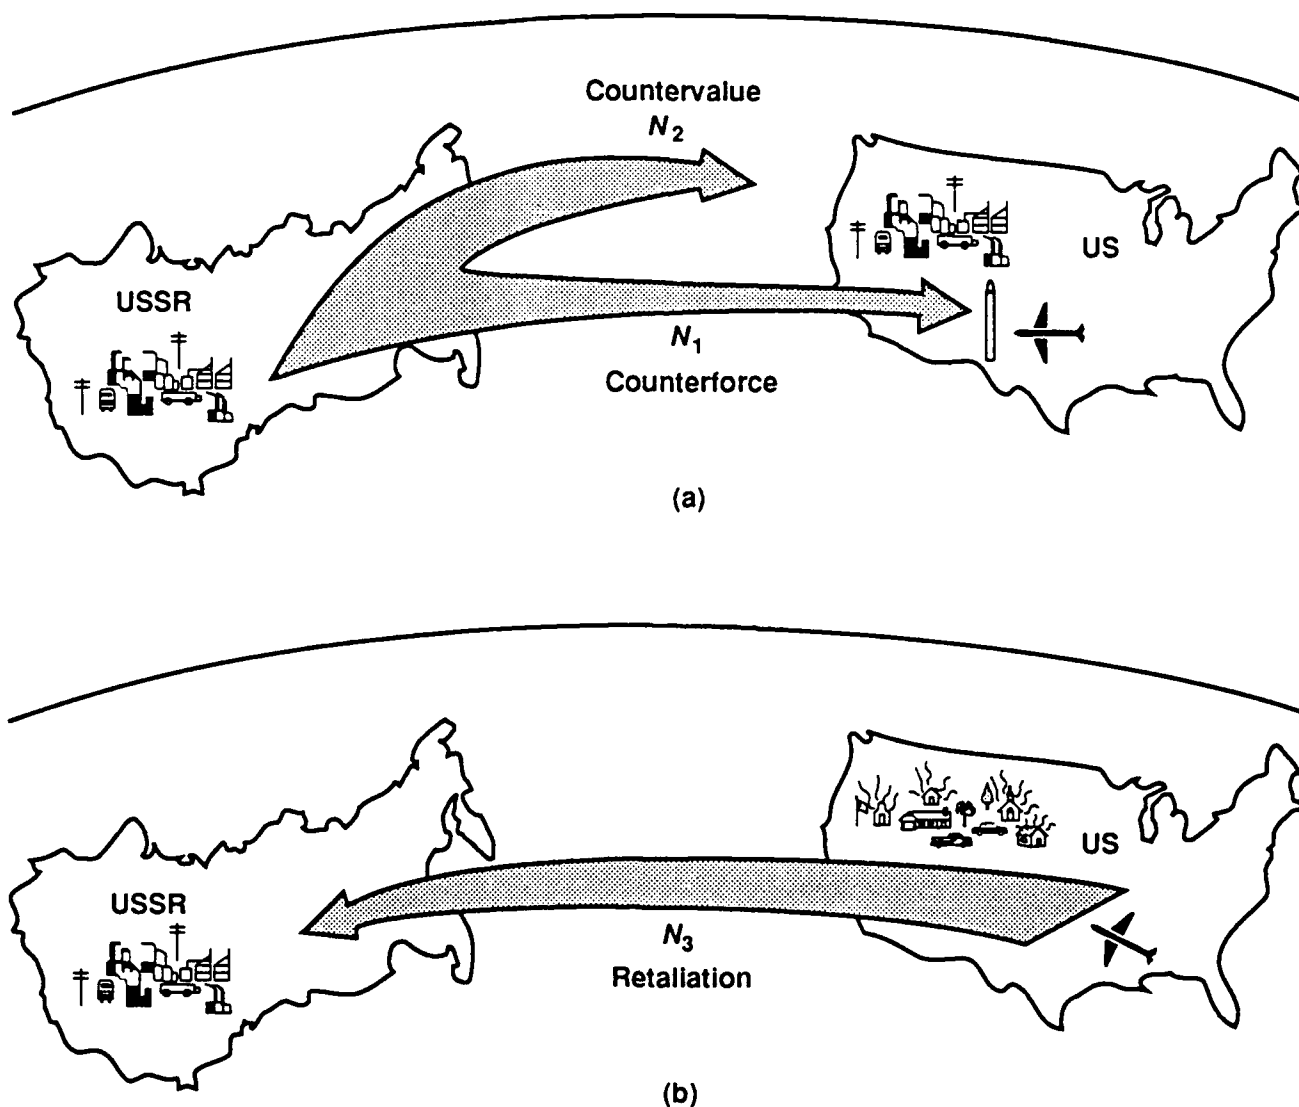 Countervalue
N2
USSR
US
N1
Counterforce
(a)
USSR
US
N3
Retaliation
(b)